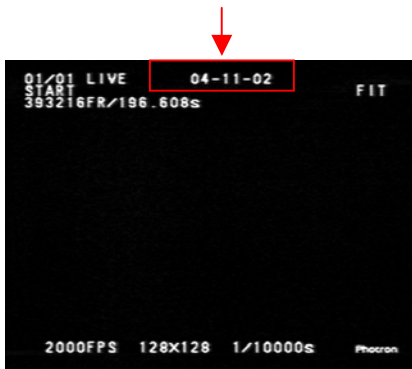 01/01 LIVE 04-11-02
START FIT
393216FR/196.608s
2000FPS 128X128 1/10000s Photron